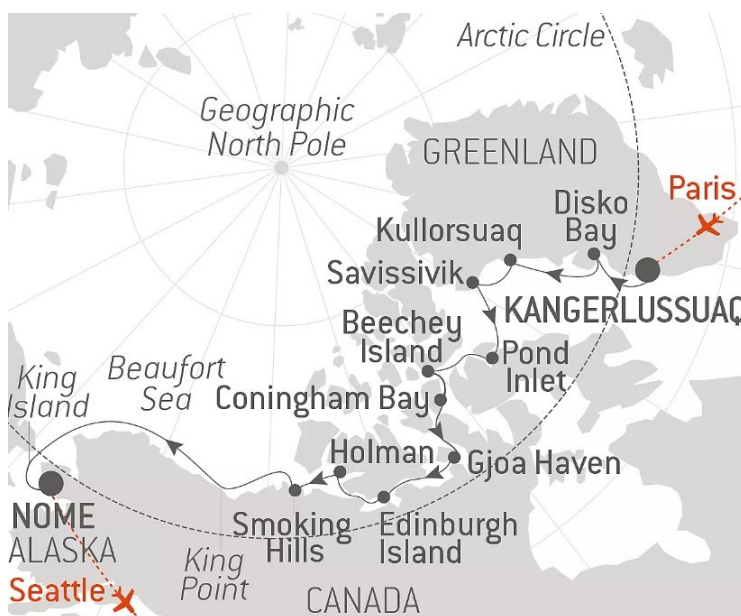 Arctic Circle
Geographic
North Pole
GREENLAND
Paris
Disko
Bay
Kullorsuaq
Savissivik
KANGERLUSSUAQ
Beechey
Island
Pond
Inlet
Beaufort
Sea
King
Island
Coningham Bay
Holman
Gjoa Haven
NOME
ALASKA
Smoking
Hills
Edinburgh
Island
King
Point
Seattle
CANADA